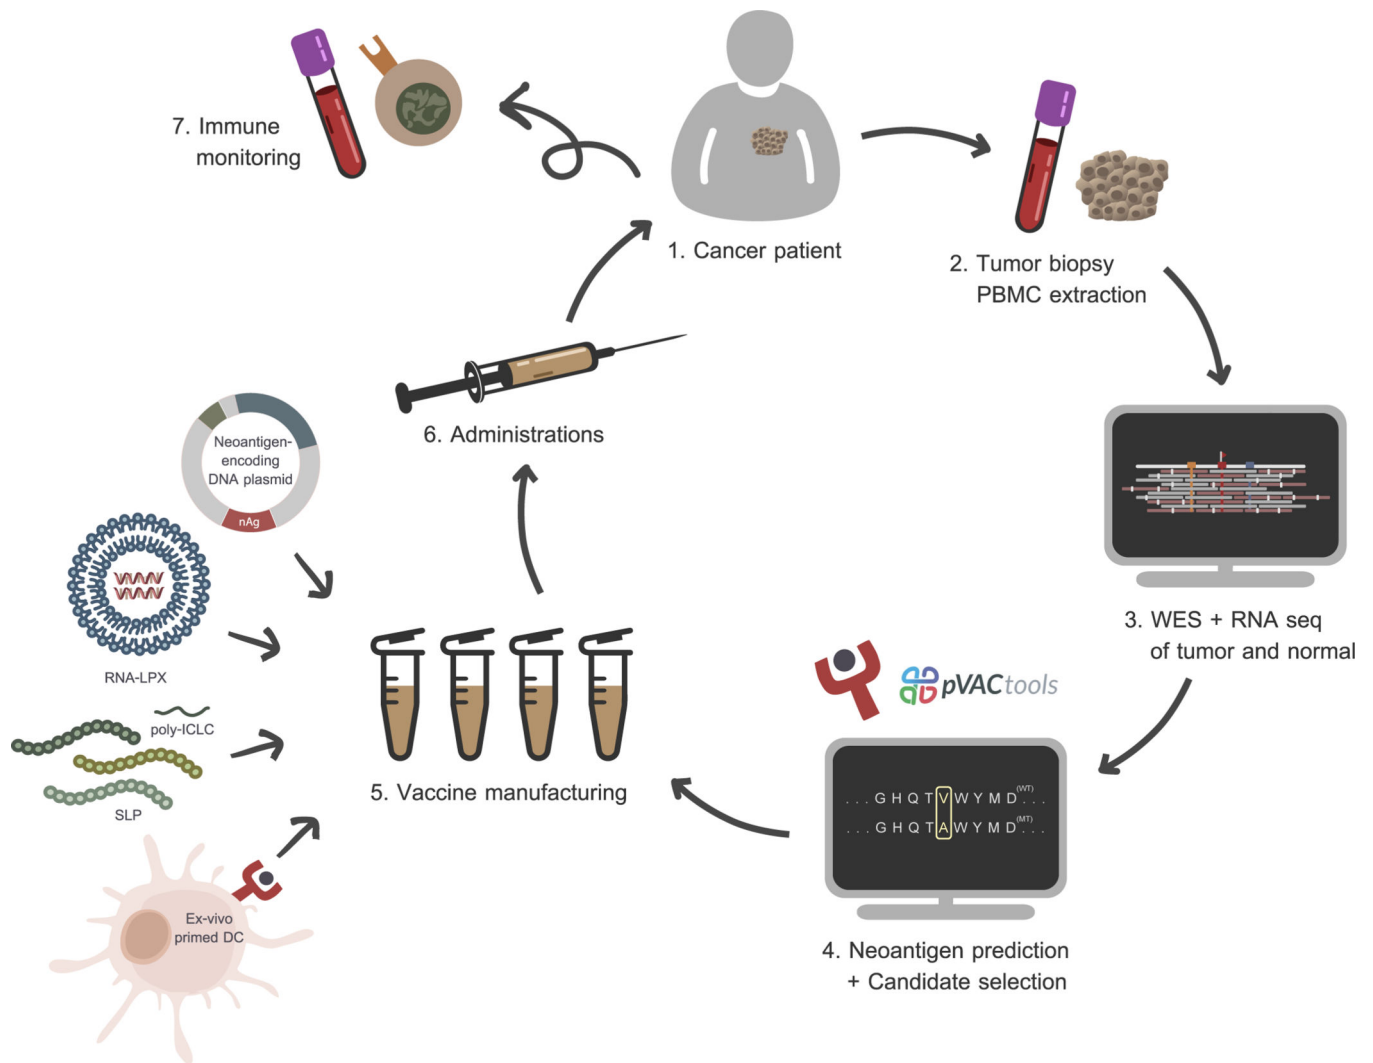 1. Cancer patient
2. Tumor biopsy
PBMC extraction
3. WES + RNA seq
of tumor and normal
pVACtools
...GHQTVWYMD(WT)...
...GHQTAWYMD(MT)...
4. Neoantigen prediction
+ Candidate selection
5. Vaccine manufacturing
Neoantigen-
encoding
DNA plasmid
nAg
RNA-LPX
poly-ICLC
SLP
Ex-vivo
primed DC
6. Administrations
7. Immune
monitoring